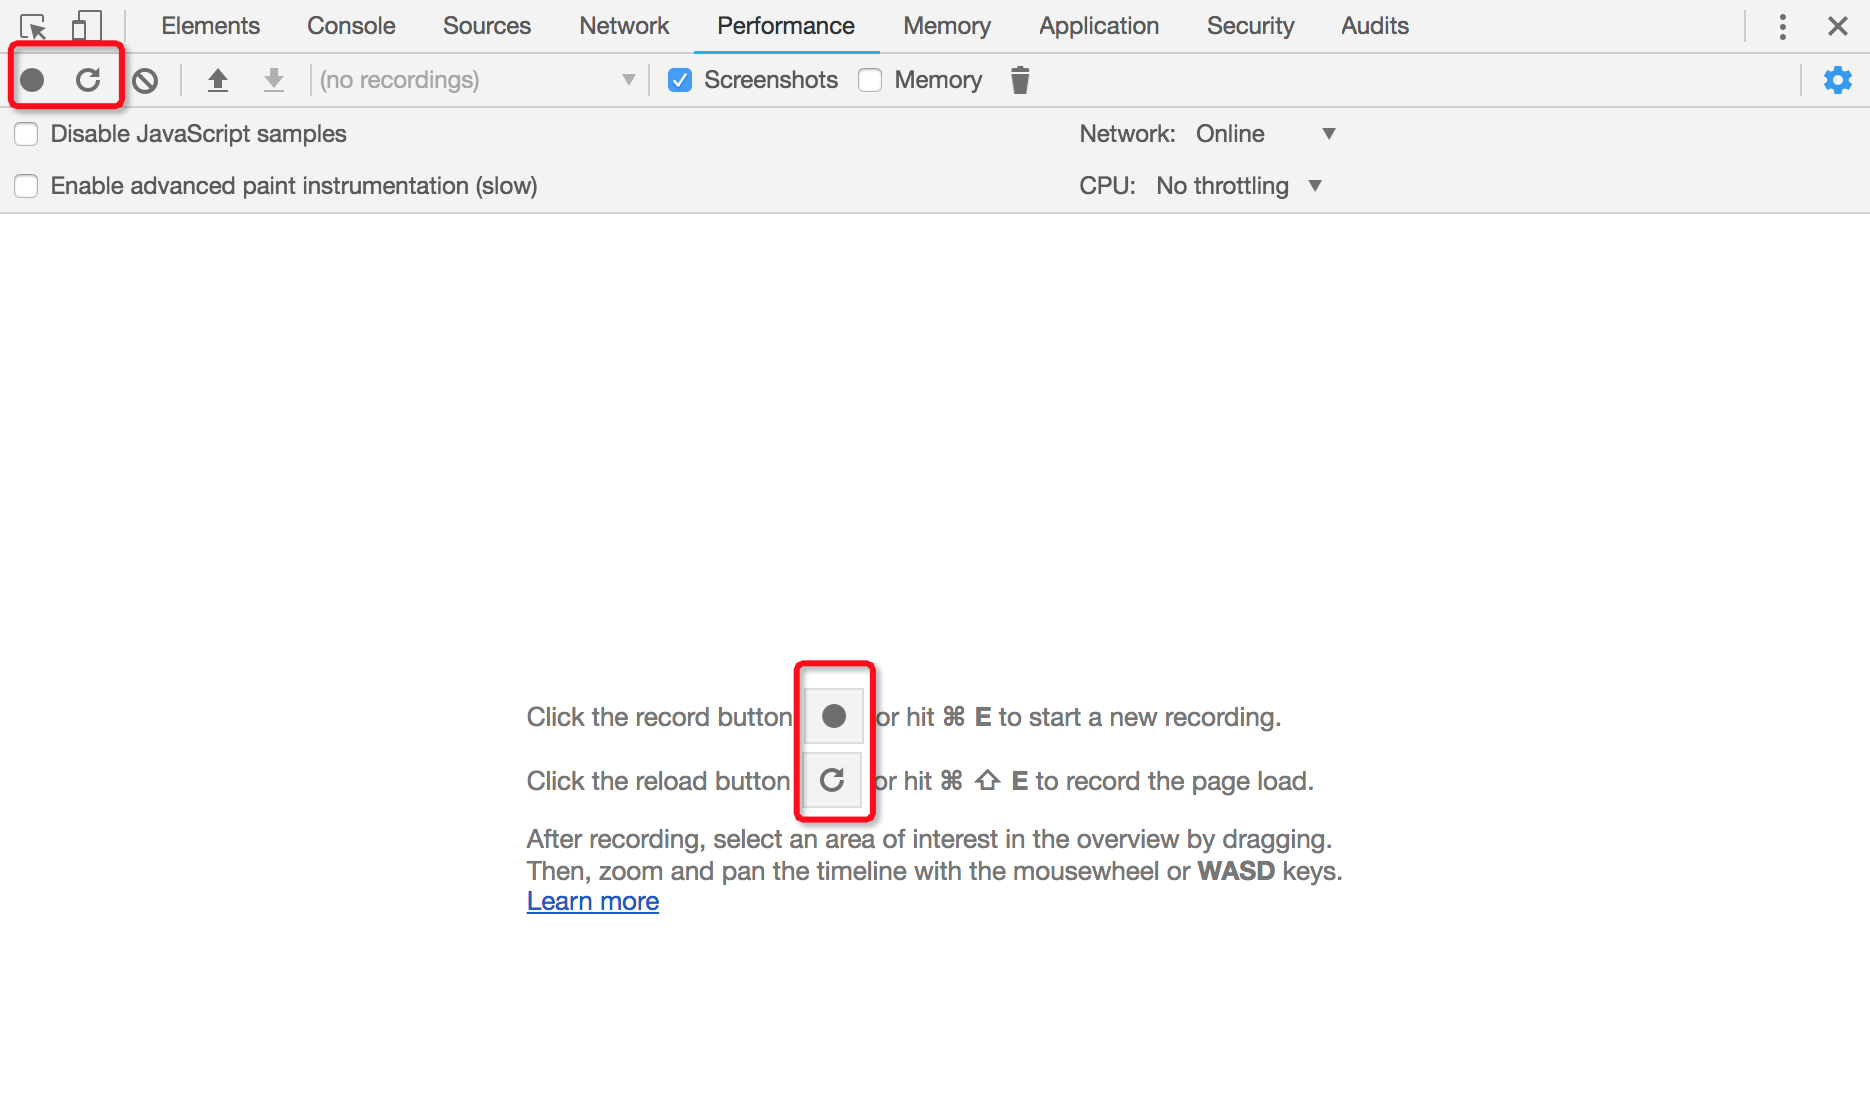 Elements Console Sources Network Performance Memory Application Security Audits
(no recordings) Screenshots Memory
Disable JavaScript samples Network: Online
Enable advanced paint instrumentation (slow) CPU: No throttling
Click the record button or hit ⌘ E to start a new recording.
Click the reload button or hit ⌘ ⇧ E to record the page load.
After recording, select an area of interest in the overview by dragging.
Then, zoom and pan the timeline with the mousewheel or WASD keys.
Learn more